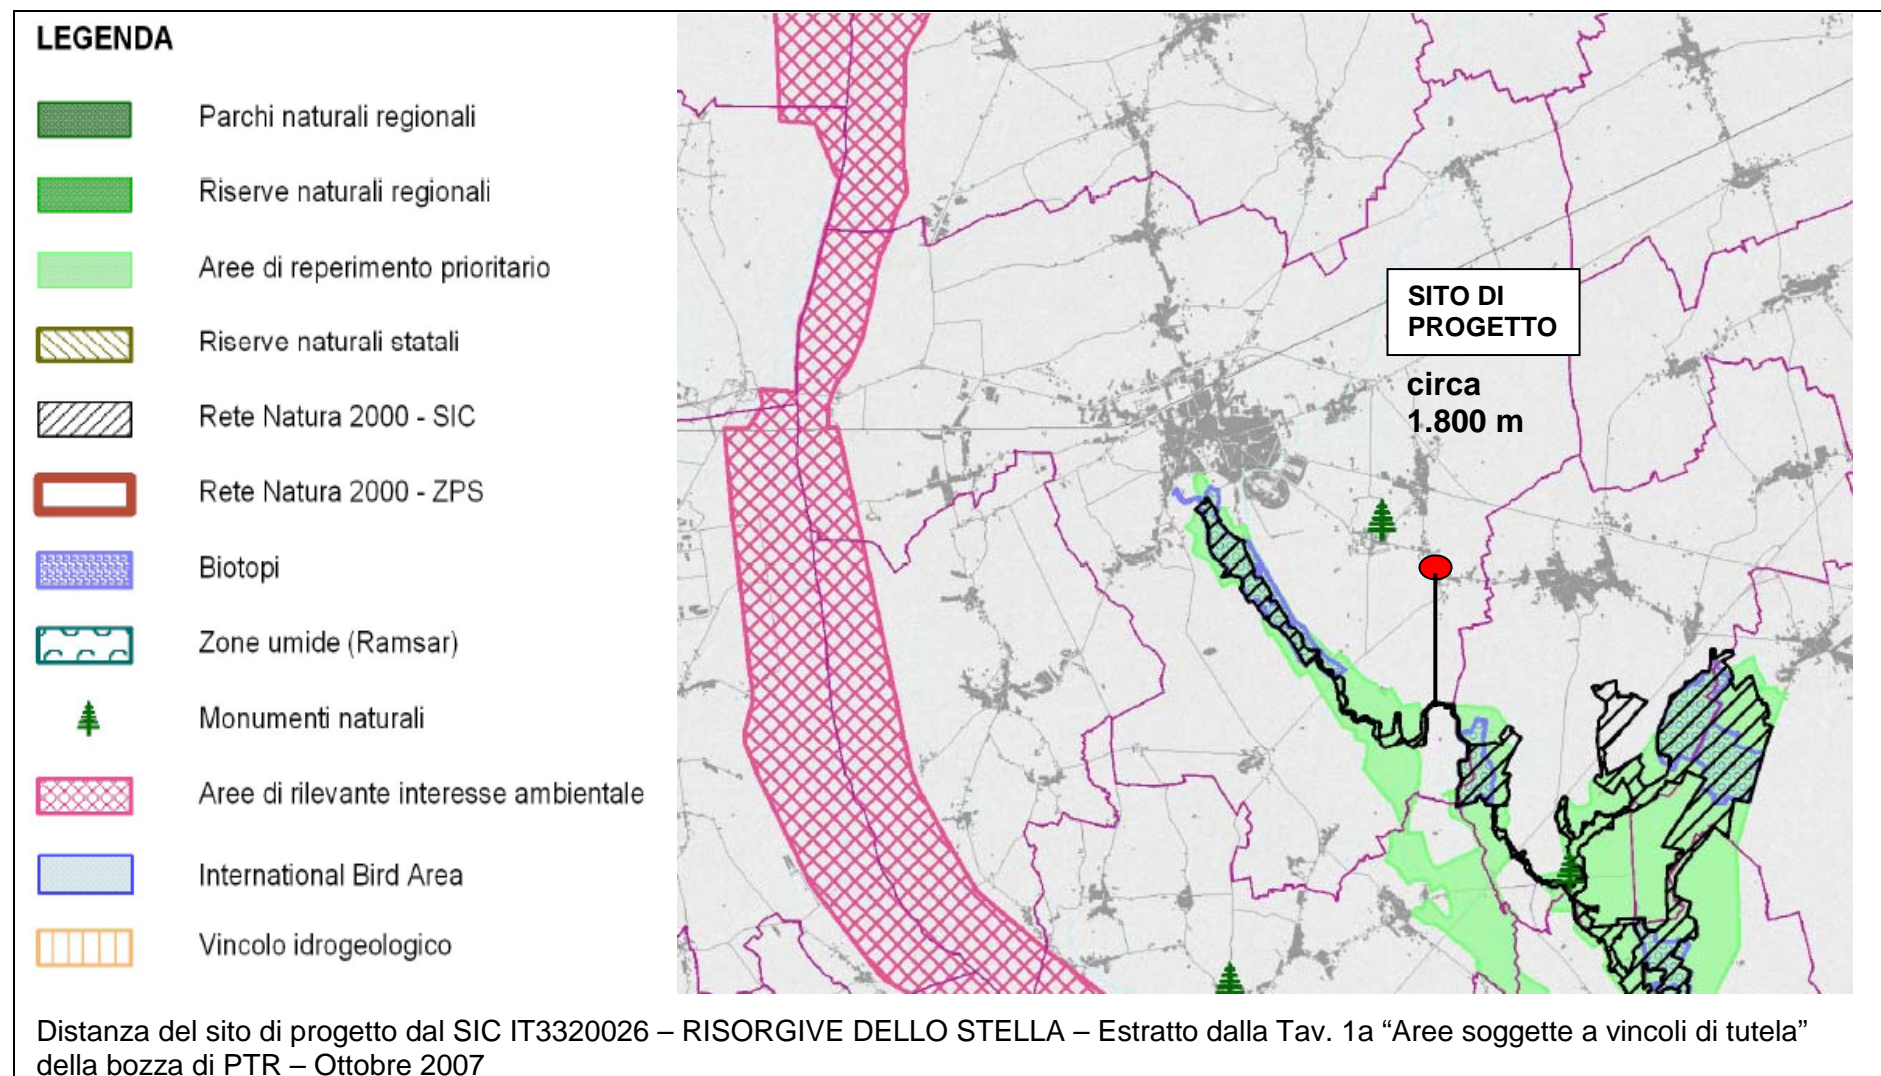 LEGENDA
Parchi naturali regionali
Riserve naturali regionali
Aree di reperimento prioritario
Riserve naturali statali
Rete Natura 2000 - SIC
Rete Natura 2000 - ZPS
Biotopi
Zone umide (Ramsar)
Monumenti naturali
Aree di rilevante interesse ambientale
International Bird Area
Vincolo idrogeologico
SITO DI
PROGETTO
circa
1.800 m
Distanza del sito di progetto dal SIC IT3320026 – RISORGIVE DELLO STELLA – Estratto dalla Tav. 1a “Aree soggette a vincoli di tutela”
della bozza di PTR – Ottobre 2007